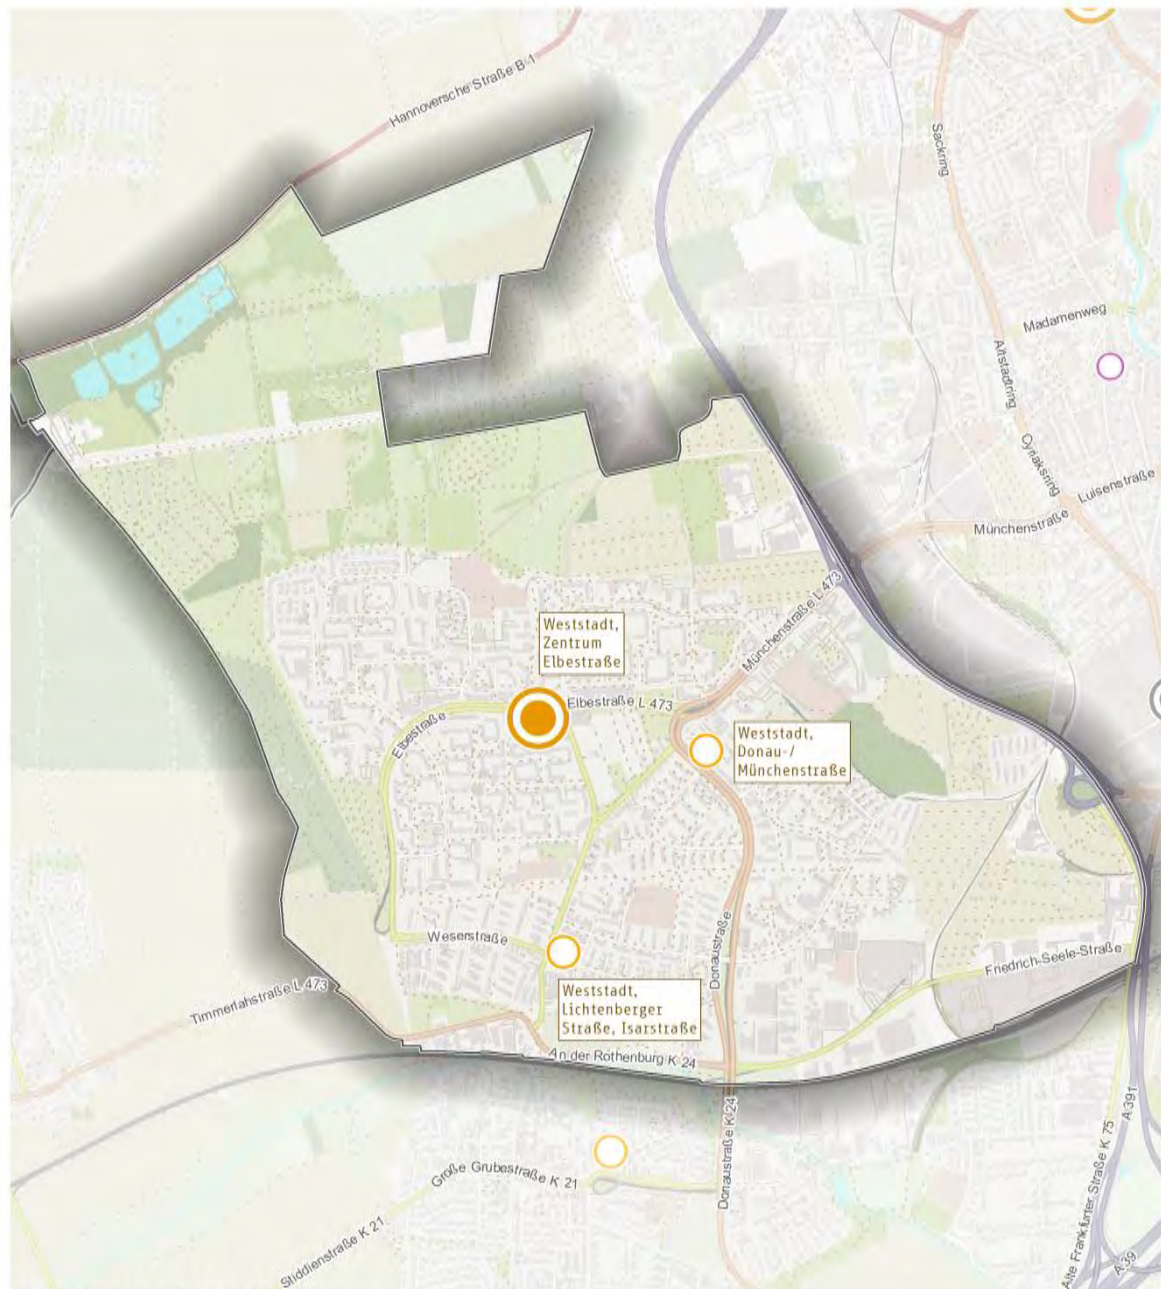 Hannoversche Straße B 1
Sackring
Madamenweg
Altstadtring
Cyriaksring
Luisenstraße
Münchenstraße
Münchenstraße L 473
Weststadt,
Zentrum
Elbestraße
Elbestraße L 473
Elbestraße
Weststadt,
Donau-/
Münchenstraße
Weserstraße
Donaustraße
Friedrich-Seele-Straße
Weststadt,
Lichtenberger
Straße, Isarstraße
Timmerlahstraße L 473
An der Rothenburg K 24
Donaustraße K 24
A 391
Alte Frankfurter Straße K 75
Große Grubestraße K 21
Stiddienstraße K 21
A 39